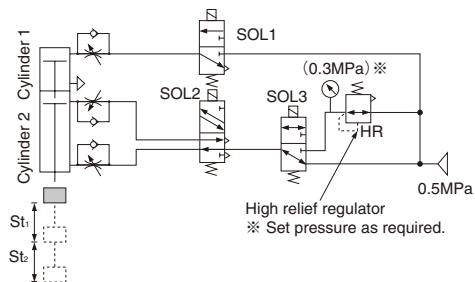 Cylinder 1
Cylinder 2
SOL1
SOL2
SOL3
(0.3MPa) ※
HR
0.5MPa
High relief regulator
※ Set pressure as required.
St1
St2